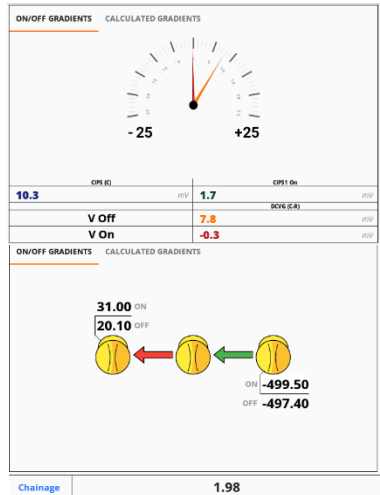 ON/OFF GRADIENTS CALCULATED GRADIENTS
- 25 +25
CIPS (C) CIPS1 On
10.3 mV 1.7 mV
DCVG (C-R)
V Off 7.8 mV
V On -0.3 mV
ON/OFF GRADIENTS CALCULATED GRADIENTS
31.00 ON
20.10 OFF
ON -499.50
OFF -497.40
Chainage 1.98